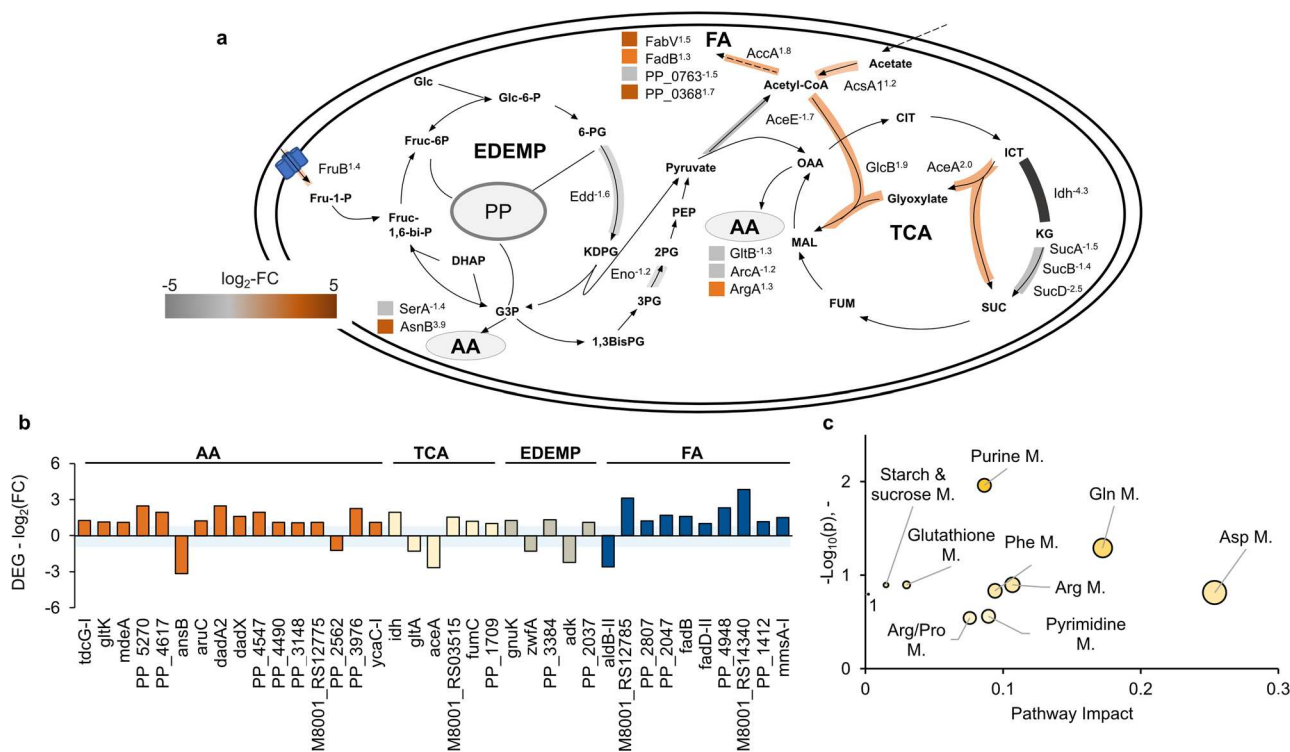 a
FabV1.5
FadB1.3
PP_0763-1.5
PP_03681.7
FA
AccA1.8
Acetate
Acetyl-CoA
AcsA11.2
Glc
Glc-6-P
6-PG
Fruc-6P
EDEMP
AceE-1.7
CIT
FruB1.4
Fru-1-P
PP
Edd-1.6
Pyruvate
OAA
GlcB1.9
AceA2.0
ICT
Idh-4.3
Glyoxylate
Fruc-
1,6-bi-P
PEP
AA
MAL
TCA
KG
DHAP
KDPG
2PG
GltB-1.3
ArcA-1.2
ArgA1.3
SucA-1.5
SucB-1.4
SucD-2.5
log2-FC
-5
5
Eno-1.2
3PG
FUM
SUC
SerA-1.4
AsnB3.9
G3P
AA
1,3BisPG
b
AA
TCA
EDEMP
FA
DEG - log2(FC)
6
3
0
-3
-6
tdcG-I
gltK
mdeA
PP_5270
PP_4617
ansB
aruC
dadA2
dadX
PP_4547
PP_4490
PP_3148
M8001_RS12775
PP_2562
PP_3976
ycaC-I
idh
gltA
aceA
M8001_RS03515
fumC
PP_1709
gnuK
zwfA
PP_3384
adk
PP_2037
aldB-II
M8001_RS12785
PP_2807
PP_2047
fadB
fadD-II
PP_4948
M8001_RS14340
PP_1412
mmsA-I
c
-Log10(p), -
2
1
0
Starch &
sucrose M.
Purine M.
Gln M.
Glutathione
M.
Phe M.
Asp M.
Arg M.
1
Arg/Pro
M.
Pyrimidine
M.
0
0.1
0.2
0.3
Pathway Impact